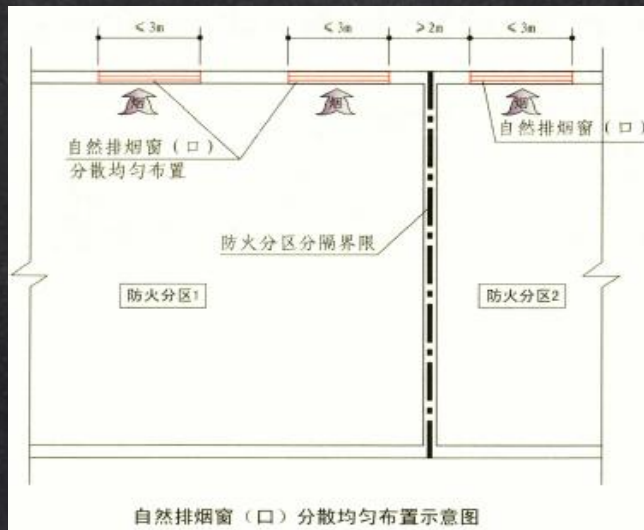 ≤3m
≤3m
≥2m
≤3m
烟
烟
烟
自然排烟窗（口）
分散均匀布置
自然排烟窗（口）
防火分区分隔界限
防火分区1
防火分区2
自然排烟窗（口）分散均匀布置示意图